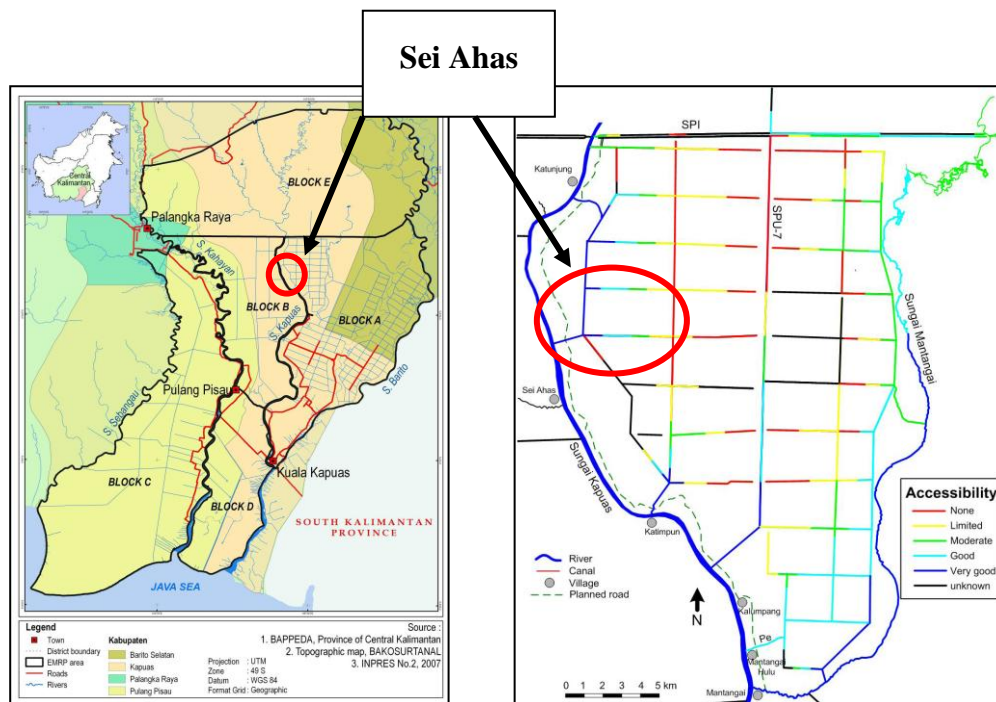 Sei Ahas
Central
Kalimantan
BLOCK E
Palangka Raya
S. Kahayan
BLOCK B
S. Kapuas
BLOCK A
S. Barito
Pulang Pisau
S. Sebangau
Kuala Kapuas
BLOCK C
BLOCK D
SOUTH KALIMANTAN
PROVINCE
JAVA SEA
Legend
Town
District boundary
EMRP area
Roads
Rivers
Kabupaten
Barito Selatan
Kapuas
Palangka Raya
Pulang Pisau
Projection : UTM
Zone : 49 S
Datum : WGS 84
Format Grid : Geographic
Source :
1. BAPPEDA, Province of Central Kalimantan
2. Topographic map, BAKOSURTANAL
3. INPRES No.2, 2007
SPI
Katunjung
SPU-7
Sungai Mantangai
Sei Ahas
Sungai Kapuas
Katimpun
River
Canal
Village
Planned road
N
Kalumpang
Pe
Mantangai
Hulu
Mantangai
0 1 2 3 4 5 km
Accessibility
None
Limited
Moderate
Good
Very good
unknown